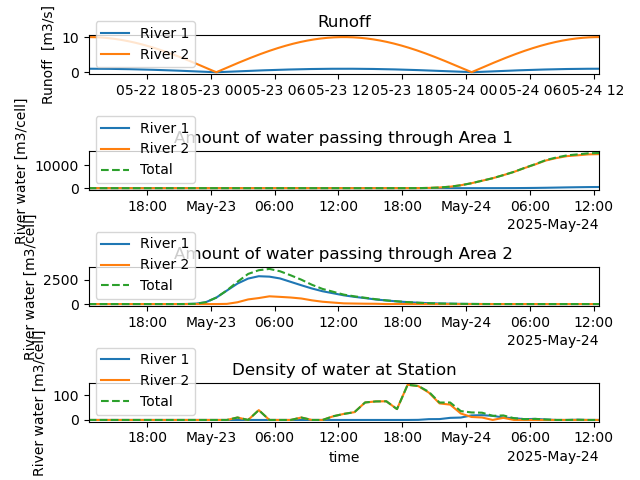 Runoff
Runoff [m3/s]
River 1
River 2
10
0
05-22 18 05-23 00 05-23 06 05-23 12 05-23 18 05-24 00 05-24 06 05-24 12
Amount of water passing through Area 1
River water [m3/cell]
River 1
River 2
Total
10000
0
18:00 May-23 06:00 12:00 18:00 May-24 06:00 12:00
2025-May-24
Amount of water passing through Area 2
River water [m3/cell]
River 1
River 2
Total
2500
0
18:00 May-23 06:00 12:00 18:00 May-24 06:00 12:00
2025-May-24
Density of water at Station
River water [m3/cell]
River 1
River 2
Total
100
0
18:00 May-23 06:00 12:00 18:00 May-24 06:00 12:00
time
2025-May-24